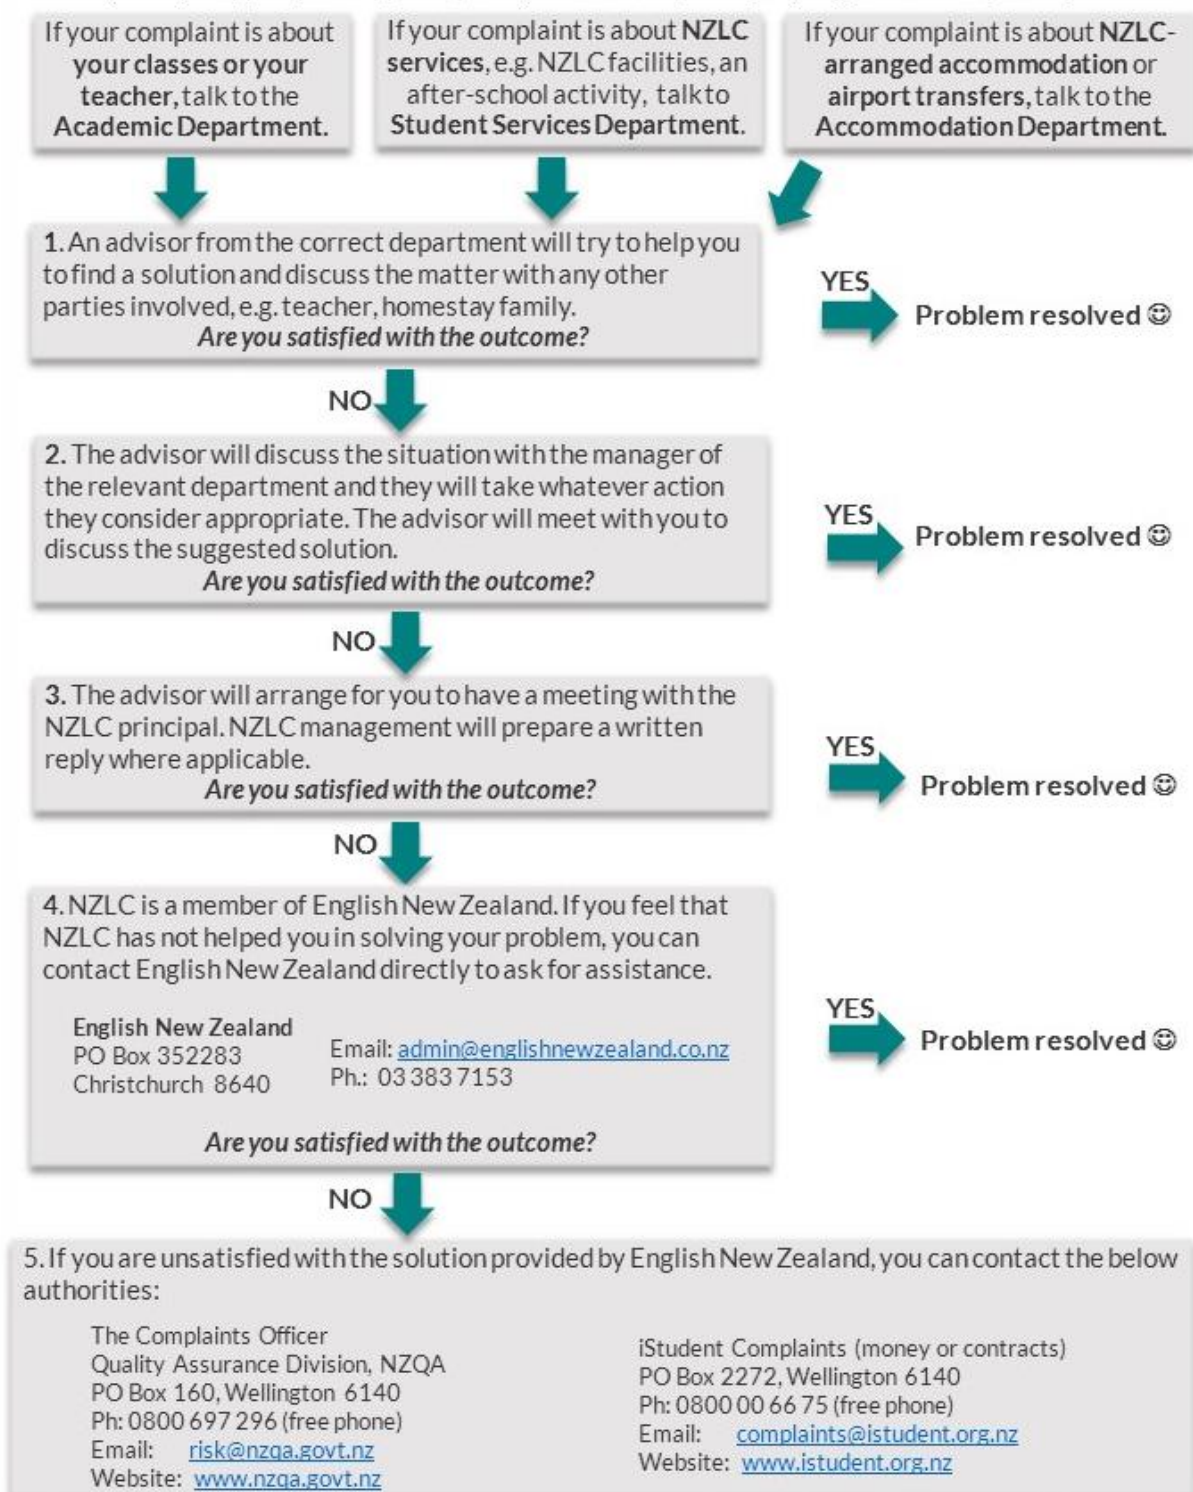 If your complaint is about
your classes or your
teacher, talk to the
Academic Department.
If your complaint is about NZLC
services, e.g. NZLC facilities, an
after-school activity, talk to
Student Services Department.
If your complaint is about NZLC-
arranged accommodation or
airport transfers, talk to the
Accommodation Department.
1. An advisor from the correct department will try to help you
to find a solution and discuss the matter with any other
parties involved, e.g. teacher, homestay family.
Are you satisfied with the outcome?
YES
Problem resolved ☺
NO
2. The advisor will discuss the situation with the manager of
the relevant department and they will take whatever action
they consider appropriate. The advisor will meet with you to
discuss the suggested solution.
Are you satisfied with the outcome?
YES
Problem resolved ☺
NO
3. The advisor will arrange for you to have a meeting with the
NZLC principal. NZLC management will prepare a written
reply where applicable.
Are you satisfied with the outcome?
YES
Problem resolved ☺
NO
4. NZLC is a member of English New Zealand. If you feel that
NZLC has not helped you in solving your problem, you can
contact English New Zealand directly to ask for assistance.
English New Zealand
PO Box 352283
Christchurch 8640
Email: admin@englishnewzealand.co.nz
Ph.: 03 383 7153
Are you satisfied with the outcome?
YES
Problem resolved ☺
NO
5. If you are unsatisfied with the solution provided by English New Zealand, you can contact the below
authorities:
The Complaints Officer
Quality Assurance Division, NZQA
PO Box 160, Wellington 6140
Ph: 0800 697 296 (free phone)
Email: risk@nzqa.govt.nz
Website: www.nzqa.govt.nz
iStudent Complaints (money or contracts)
PO Box 2272, Wellington 6140
Ph: 0800 00 66 75 (free phone)
Email: complaints@istudent.org.nz
Website: www.istudent.org.nz